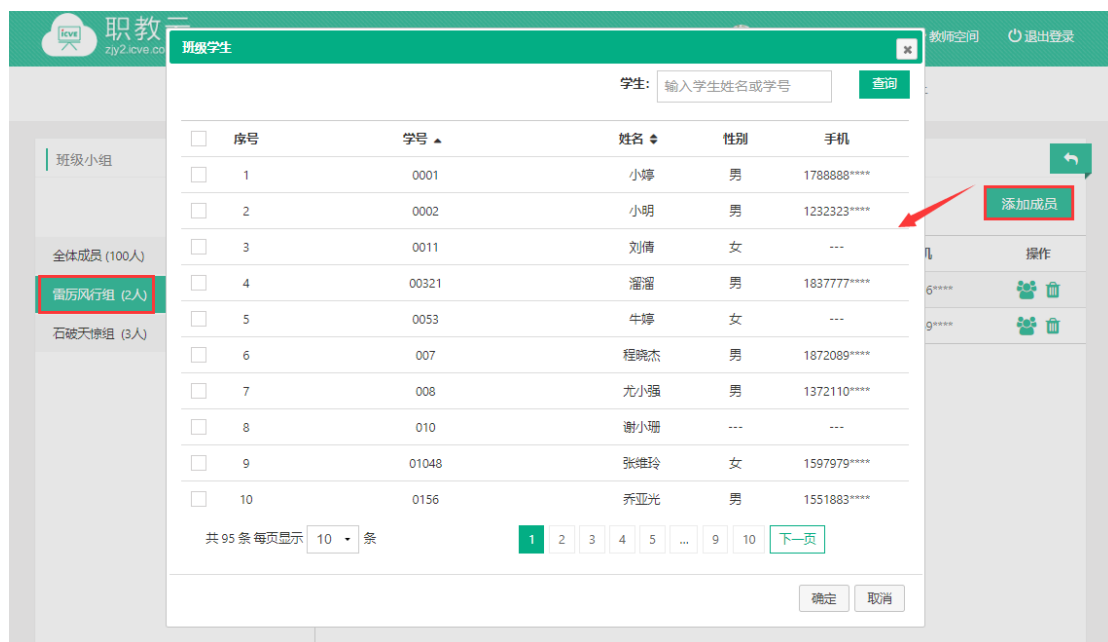 icve
职教云
zjy2.icve.co
教师空间
退出登录
班级学生
学生: 输入学生姓名或学号 查询
班级小组
序号 学号 姓名 性别 手机
1 0001 小婷 男 1788888****
2 0002 小明 男 1232323****
添加成员
3 0011 刘倩 女 ---
全体成员 (100人)
机 操作
4 00321 溜溜 男 1837777****
雷厉风行组 (2人)
6****
5 0053 牛婷 女 ---
石破天惊组 (3人)
9****
6 007 程晓杰 男 1872089****
7 008 尤小强 男 1372110****
8 010 谢小珊 --- ---
9 01048 张维玲 女 1597979****
10 0156 乔亚光 男 1551883****
共 95 条 每页显示 10 条 1 2 3 4 5 ... 9 10 下一页
确定 取消